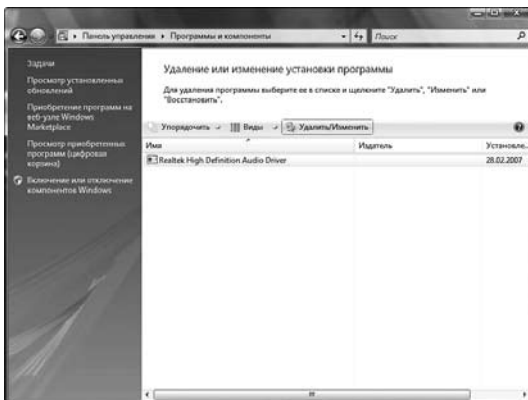 Панель управления ▸ Программы и компоненты
Поиск
Задачи
Просмотр установленных
обновлений
Приобретение программ на
веб-узле Windows
Marketplace
Просмотр приобретенных
программ (цифровая
корзина)
Включение или отключение
компонентов Windows
Удаление или изменение установки
программы
Для удаления программы выберите ее в списке и щелкните "Удалить", "Изменить" или
"Восстановить".
Упорядочить
Виды
Удалить/Изменить
Имя
Издатель
Установле...
Realtek High Definition Audio Driver
28.02.2007